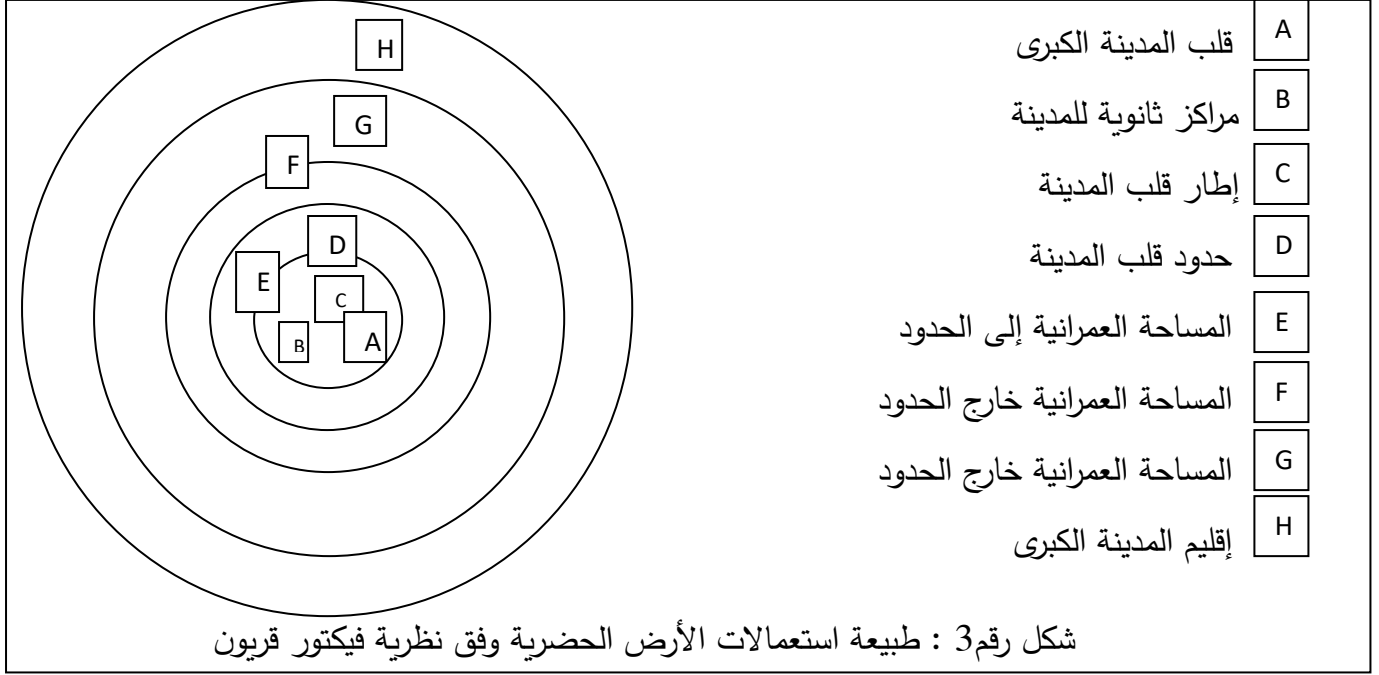 H
G
F
D
E
C
B
A
A قلب المدينة الكبرى
B مراكز ثانوية للمدينة
C إطار قلب المدينة
D حدود قلب المدينة
E المساحة العمرانية إلى الحدود
F المساحة العمرانية خارج الحدود
G المساحة العمرانية خارج الحدود
H إقليم المدينة الكبرى
شكل رقم3 : طبيعة استعمالات الأرض الحضرية وفق نظرية فيكتور قريون